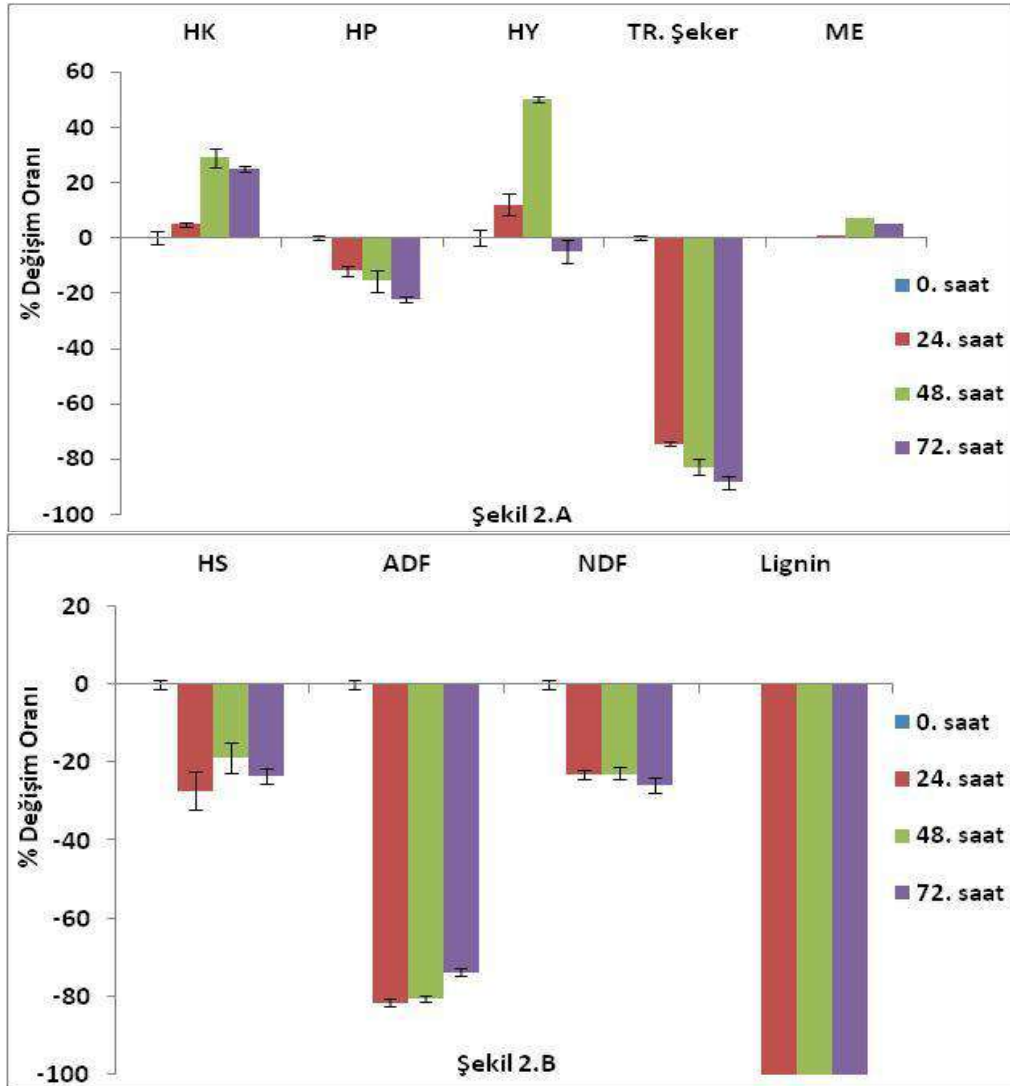 HK HP HY TR. Şeker ME
60
40
20
0
-20
-40
-60
-80
-100
% Değişim Oranı
0. saat
24. saat
48. saat
72. saat
Şekil 2.A
HS ADF NDF Lignin
20
0
-20
-40
-60
-80
-100
% Değişim Oranı
0. saat
24. saat
48. saat
72. saat
Şekil 2.B